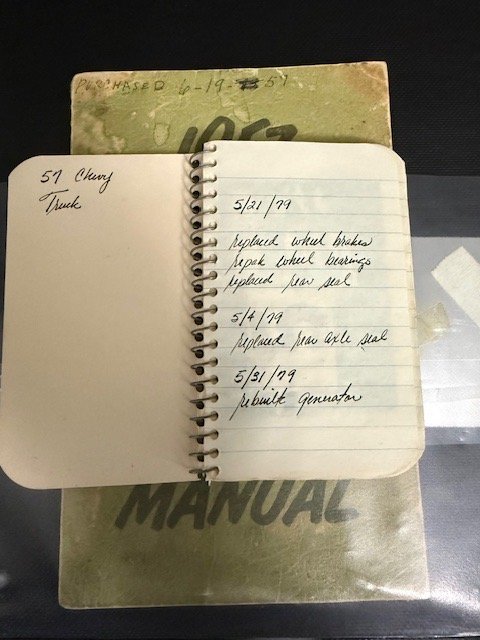 PURCHASED 6-19-57
1957
57 Chevy
Truck
5/21/79
replaced wheel brakes
repak wheel bearings
replaced rear seal
5/4/79
replaced rear axle seal
5/31/79
rebuilt generator
MANUAL